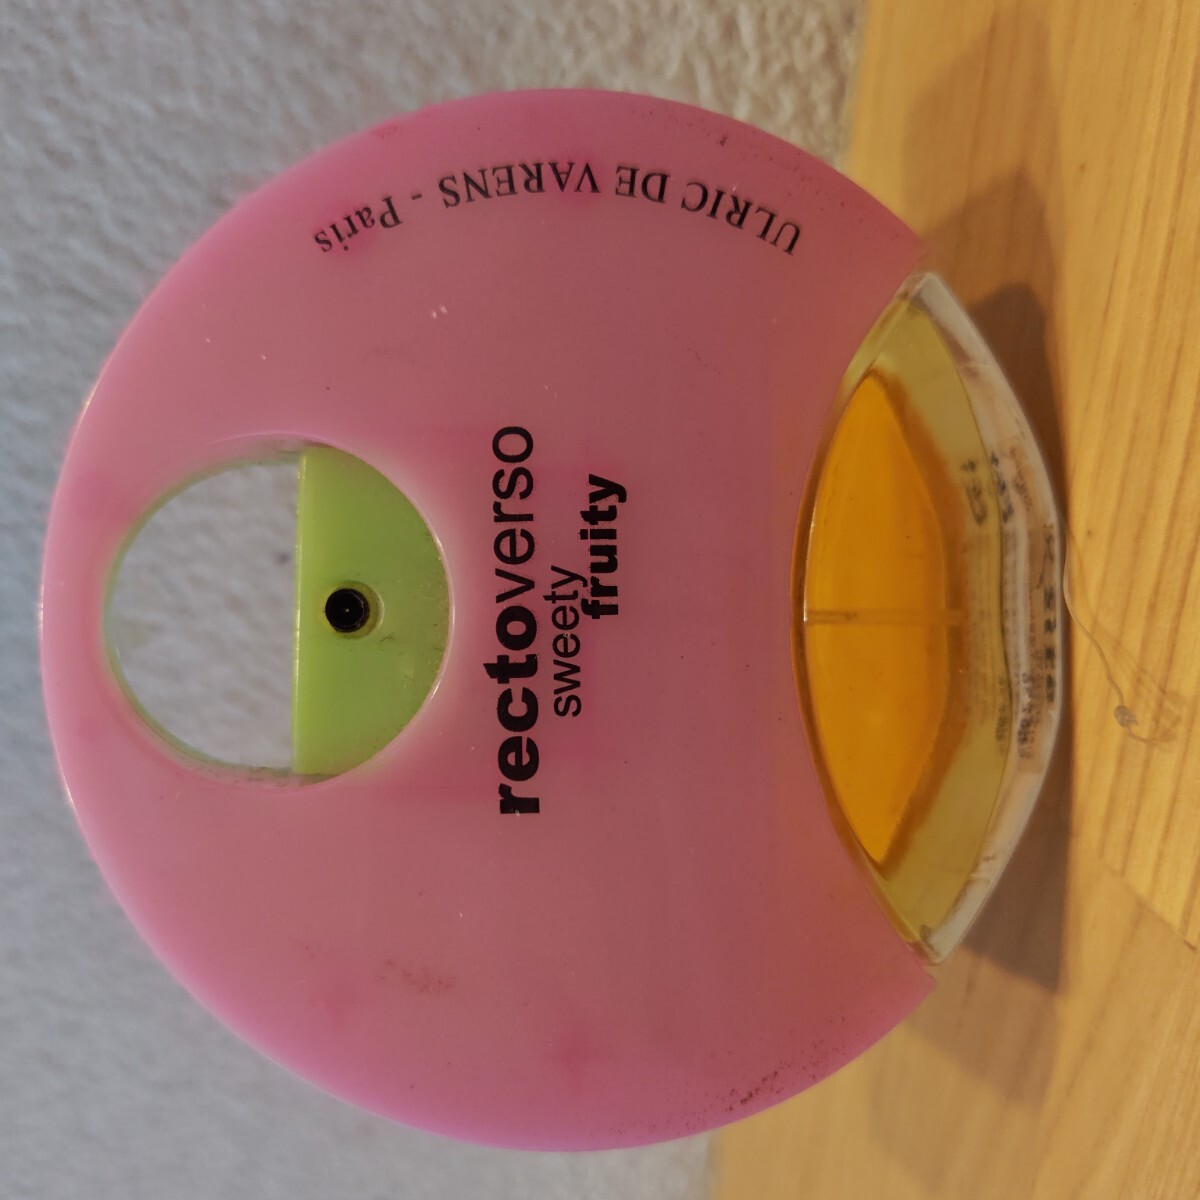 rectoverso
sweety
fruity
ULRIC DE VARENS - Paris